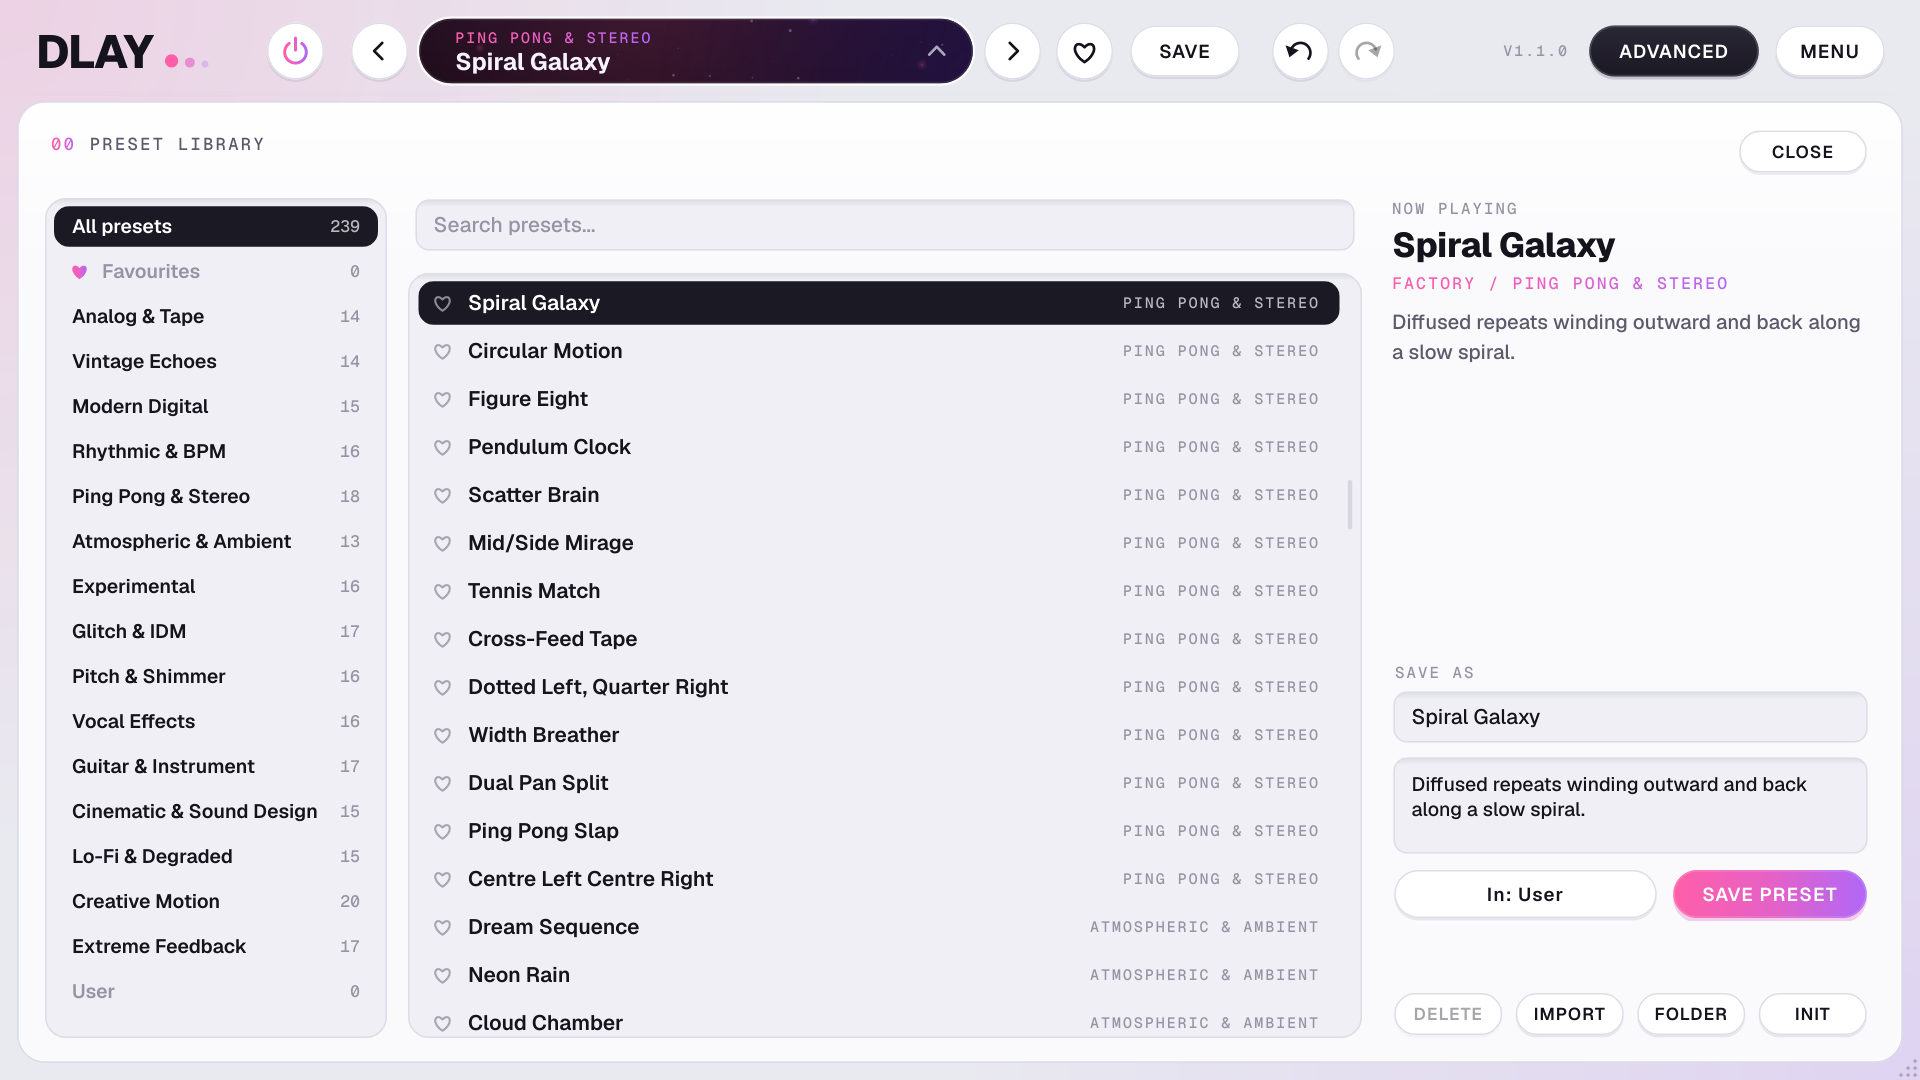 DLAY
PING PONG & STEREO
Spiral Galaxy
SAVE
V1.1.0
ADVANCED
MENU
00 PRESET LIBRARY
CLOSE
All presets 239
Favourites 0
Analog & Tape 14
Vintage Echoes 14
Modern Digital 15
Rhythmic & BPM 16
Ping Pong & Stereo 18
Atmospheric & Ambient 13
Experimental 16
Glitch & IDM 17
Pitch & Shimmer 16
Vocal Effects 16
Guitar & Instrument 17
Cinematic & Sound Design 15
Lo-Fi & Degraded 15
Creative Motion 20
Extreme Feedback 17
User 0
Search presets...
Spiral Galaxy PING PONG & STEREO
Circular Motion PING PONG & STEREO
Figure Eight PING PONG & STEREO
Pendulum Clock PING PONG & STEREO
Scatter Brain PING PONG & STEREO
Mid/Side Mirage PING PONG & STEREO
Tennis Match PING PONG & STEREO
Cross-Feed Tape PING PONG & STEREO
Dotted Left, Quarter Right PING PONG & STEREO
Width Breather PING PONG & STEREO
Dual Pan Split PING PONG & STEREO
Ping Pong Slap PING PONG & STEREO
Centre Left Centre Right PING PONG & STEREO
Dream Sequence ATMOSPHERIC & AMBIENT
Neon Rain ATMOSPHERIC & AMBIENT
Cloud Chamber ATMOSPHERIC & AMBIENT
NOW PLAYING
Spiral Galaxy
FACTORY / PING PONG & STEREO
Diffused repeats winding outward and back along
a slow spiral.
SAVE AS
Spiral Galaxy
Diffused repeats winding outward and back
along a slow spiral.
In: User
SAVE PRESET
DELETE
IMPORT
FOLDER
INIT